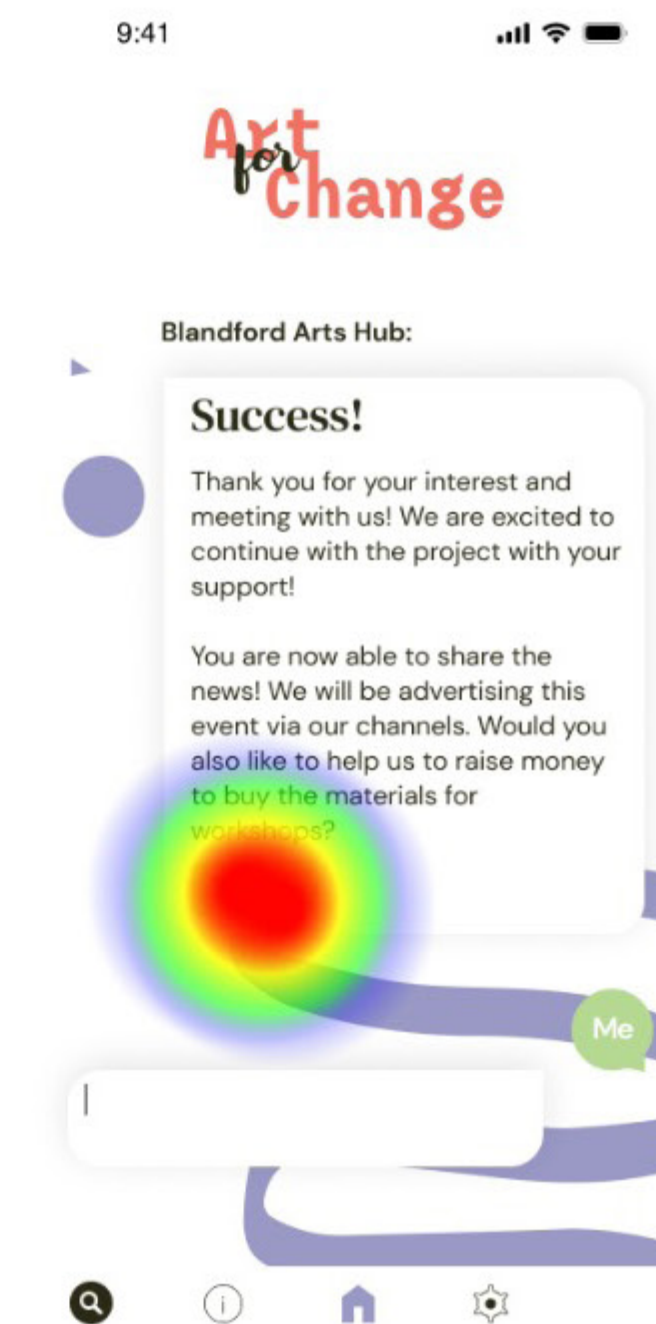 9:41
Art
for
Change
Blandford Arts Hub:
Success!
Thank you for your interest and
meeting with us! We are excited to
continue with the project with your
support!
You are now able to share the
news! We will be advertising this
event via our channels. Would you
also like to help us to raise money
to buy the materials for
workshops?
Me